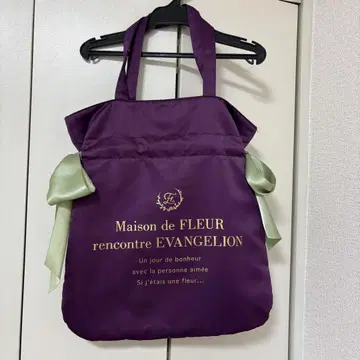 Maison de FLEUR
rencontre EVANGELION
Un jour de bonheur
avec la personne aimée
Si j'étais une fleur...